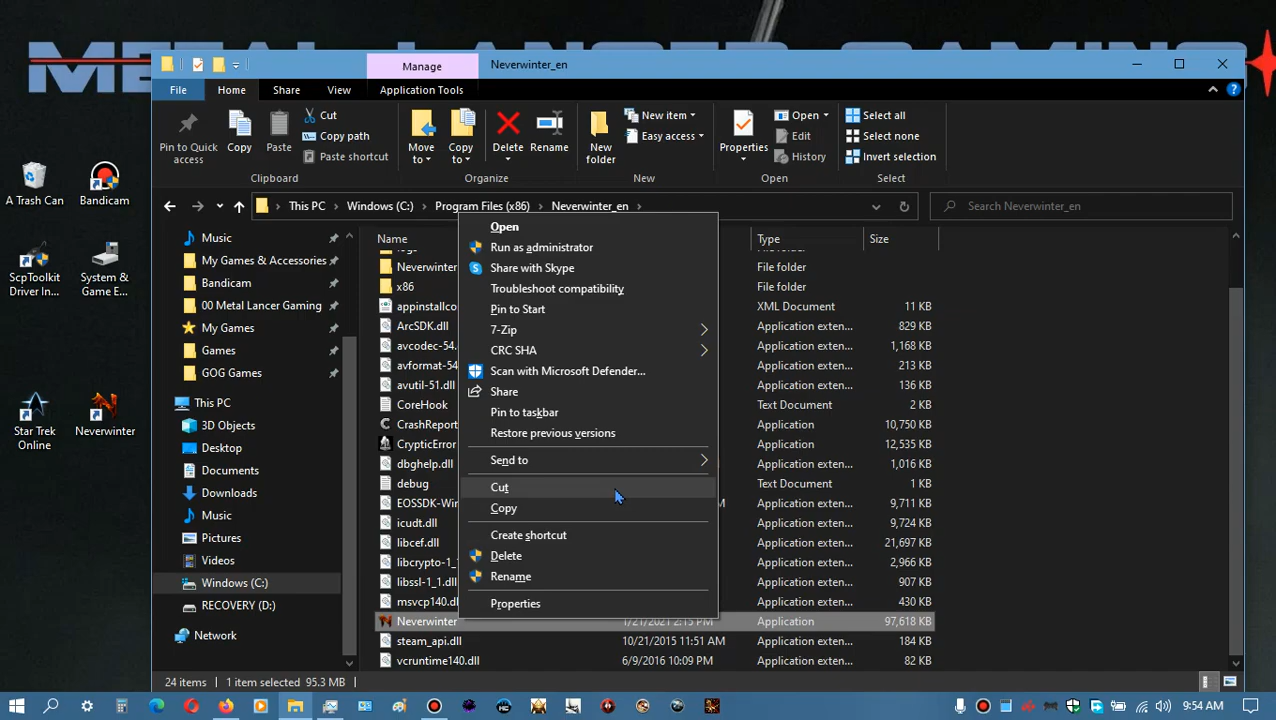 METAL LANCER GAMING
Manage
Neverwinter_en
File
Home
Share
View
Application Tools
Pin to Quick access
Copy
Paste
Cut
Copy path
Paste shortcut
Clipboard
Move to
Copy to
Delete
Rename
Organize
New folder
New item
Easy access
New
Properties
Open
Edit
History
Open
Select all
Select none
Invert selection
Select
This PC
Windows (C:)
Program Files (x86)
Neverwinter_en
Search Neverwinter_en
A Trash Can
Bandicam
ScpToolkit Driver In...
System & Game E...
Star Trek Online
Neverwinter
Music
My Games & Accessories
Bandicam
00 Metal Lancer Gaming
My Games
Games
GOG Games
This PC
3D Objects
Desktop
Documents
Downloads
Music
Pictures
Videos
Windows (C:)
RECOVERY (D:)
Network
Name
Type
Size
Neverwinter
File folder
x86
File folder
appinstallco
XML Document
11 KB
ArcSDK.dll
Application exten...
829 KB
avcodec-54.
Application exten...
1,168 KB
avformat-54
Application exten...
213 KB
avutil-51.dll
Application exten...
136 KB
CoreHook
Text Document
2 KB
CrashReport
Application
10,750 KB
CrypticError
Application
12,535 KB
dbghelp.dll
Application exten...
1,016 KB
debug
Text Document
2 KB
EOSSDK-Win
Application exten...
9,711 KB
icudt.dll
Application exten...
9,724 KB
libcef.dll
Application exten...
21,697 KB
libcrypto-1_
Application exten...
2,966 KB
libssl-1_1.dll
Application exten...
907 KB
msvcp140.dl
Application exten...
430 KB
Neverwinter
1/21/2021 2:15 PM
Application
97,618 KB
steam_api.dll
10/21/2015 11:51 AM
Application exten...
184 KB
vcruntime140.dll
6/9/2016 10:09 PM
Application exten...
82 KB
Open
Run as administrator
Share with Skype
Troubleshoot compatibility
Pin to Start
7-Zip
CRC SHA
Scan with Microsoft Defender...
Share
Pin to taskbar
Restore previous versions
Send to
Cut
Copy
Create shortcut
Delete
Rename
Properties
24 items
1 item selected 95.3 MB
9:54 AM